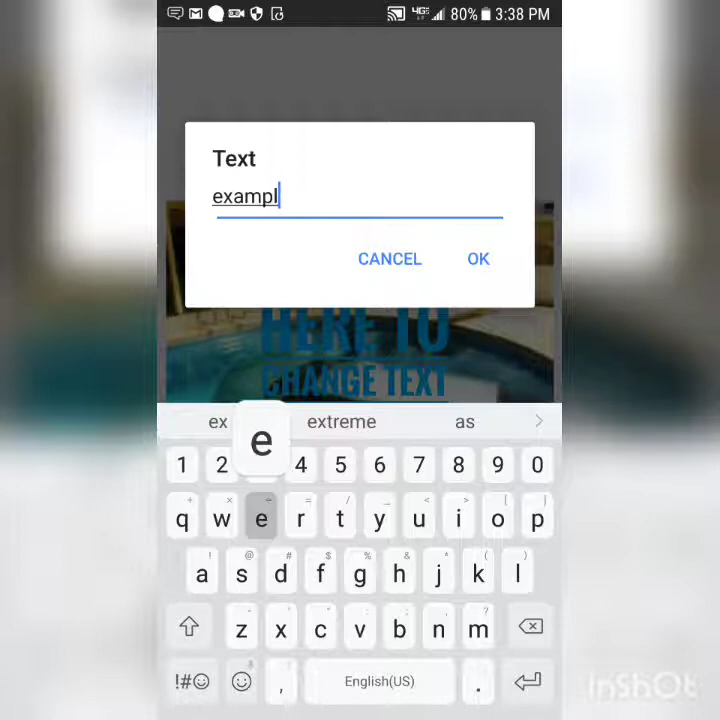 4G 80% 3:38 PM
Text
exampl
CANCEL OK
HERE TO
CHANGE TEXT
ex extreme as
e
1 2 4 5 6 7 8 9 0
+ × ÷ = / _ < > [ ]
q w e r t y u i o p
! @ # $ % ^ & * ( )
a s d f g h j k l
- ' " : ; , ?
z x c v b n m
!#☺ , English(US) .
InShOt